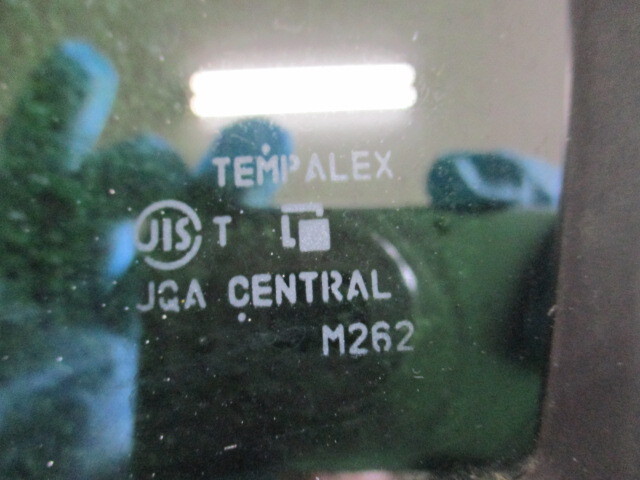 TEMPALEX
JIS T
JQA CENTRAL
M262